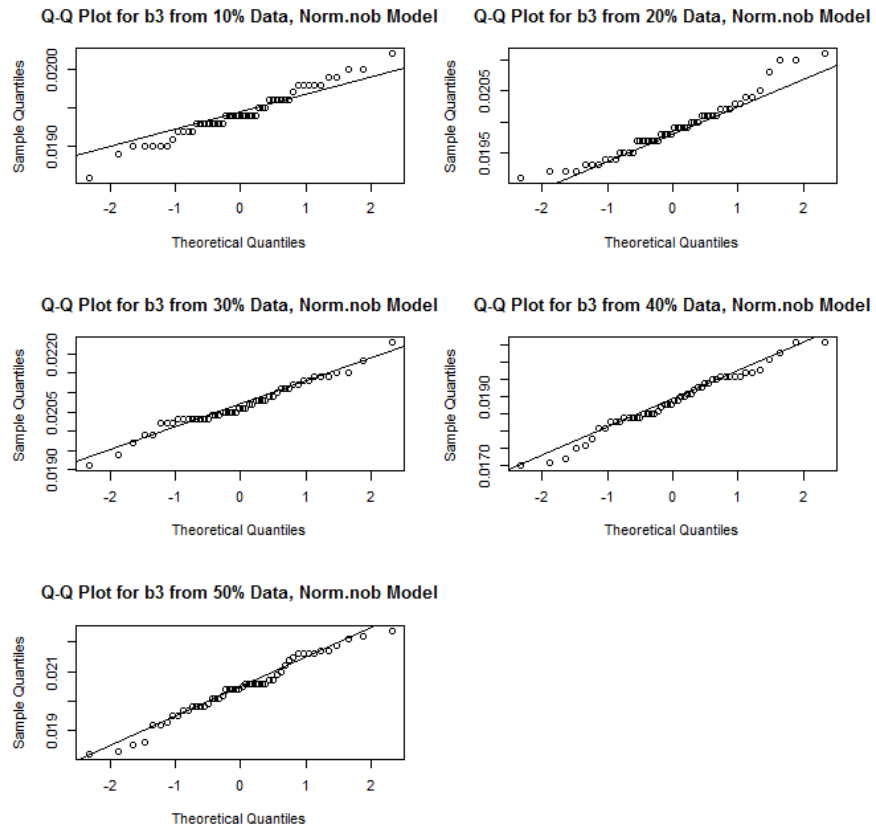 Q-Q Plot for b3 from 10% Data, Norm.nob Model
Sample Quantiles
0.0190
0.0200
-2 -1 0 1 2
Theoretical Quantiles
Q-Q Plot for b3 from 20% Data, Norm.nob Model
Sample Quantiles
0.0195
0.0205
-2 -1 0 1 2
Theoretical Quantiles
Q-Q Plot for b3 from 30% Data, Norm.nob Model
Sample Quantiles
0.0190
0.0205
0.0220
-2 -1 0 1 2
Theoretical Quantiles
Q-Q Plot for b3 from 40% Data, Norm.nob Model
Sample Quantiles
0.0170
0.0190
-2 -1 0 1 2
Theoretical Quantiles
Q-Q Plot for b3 from 50% Data, Norm.nob Model
Sample Quantiles
0.019
0.021
-2 -1 0 1 2
Theoretical Quantiles